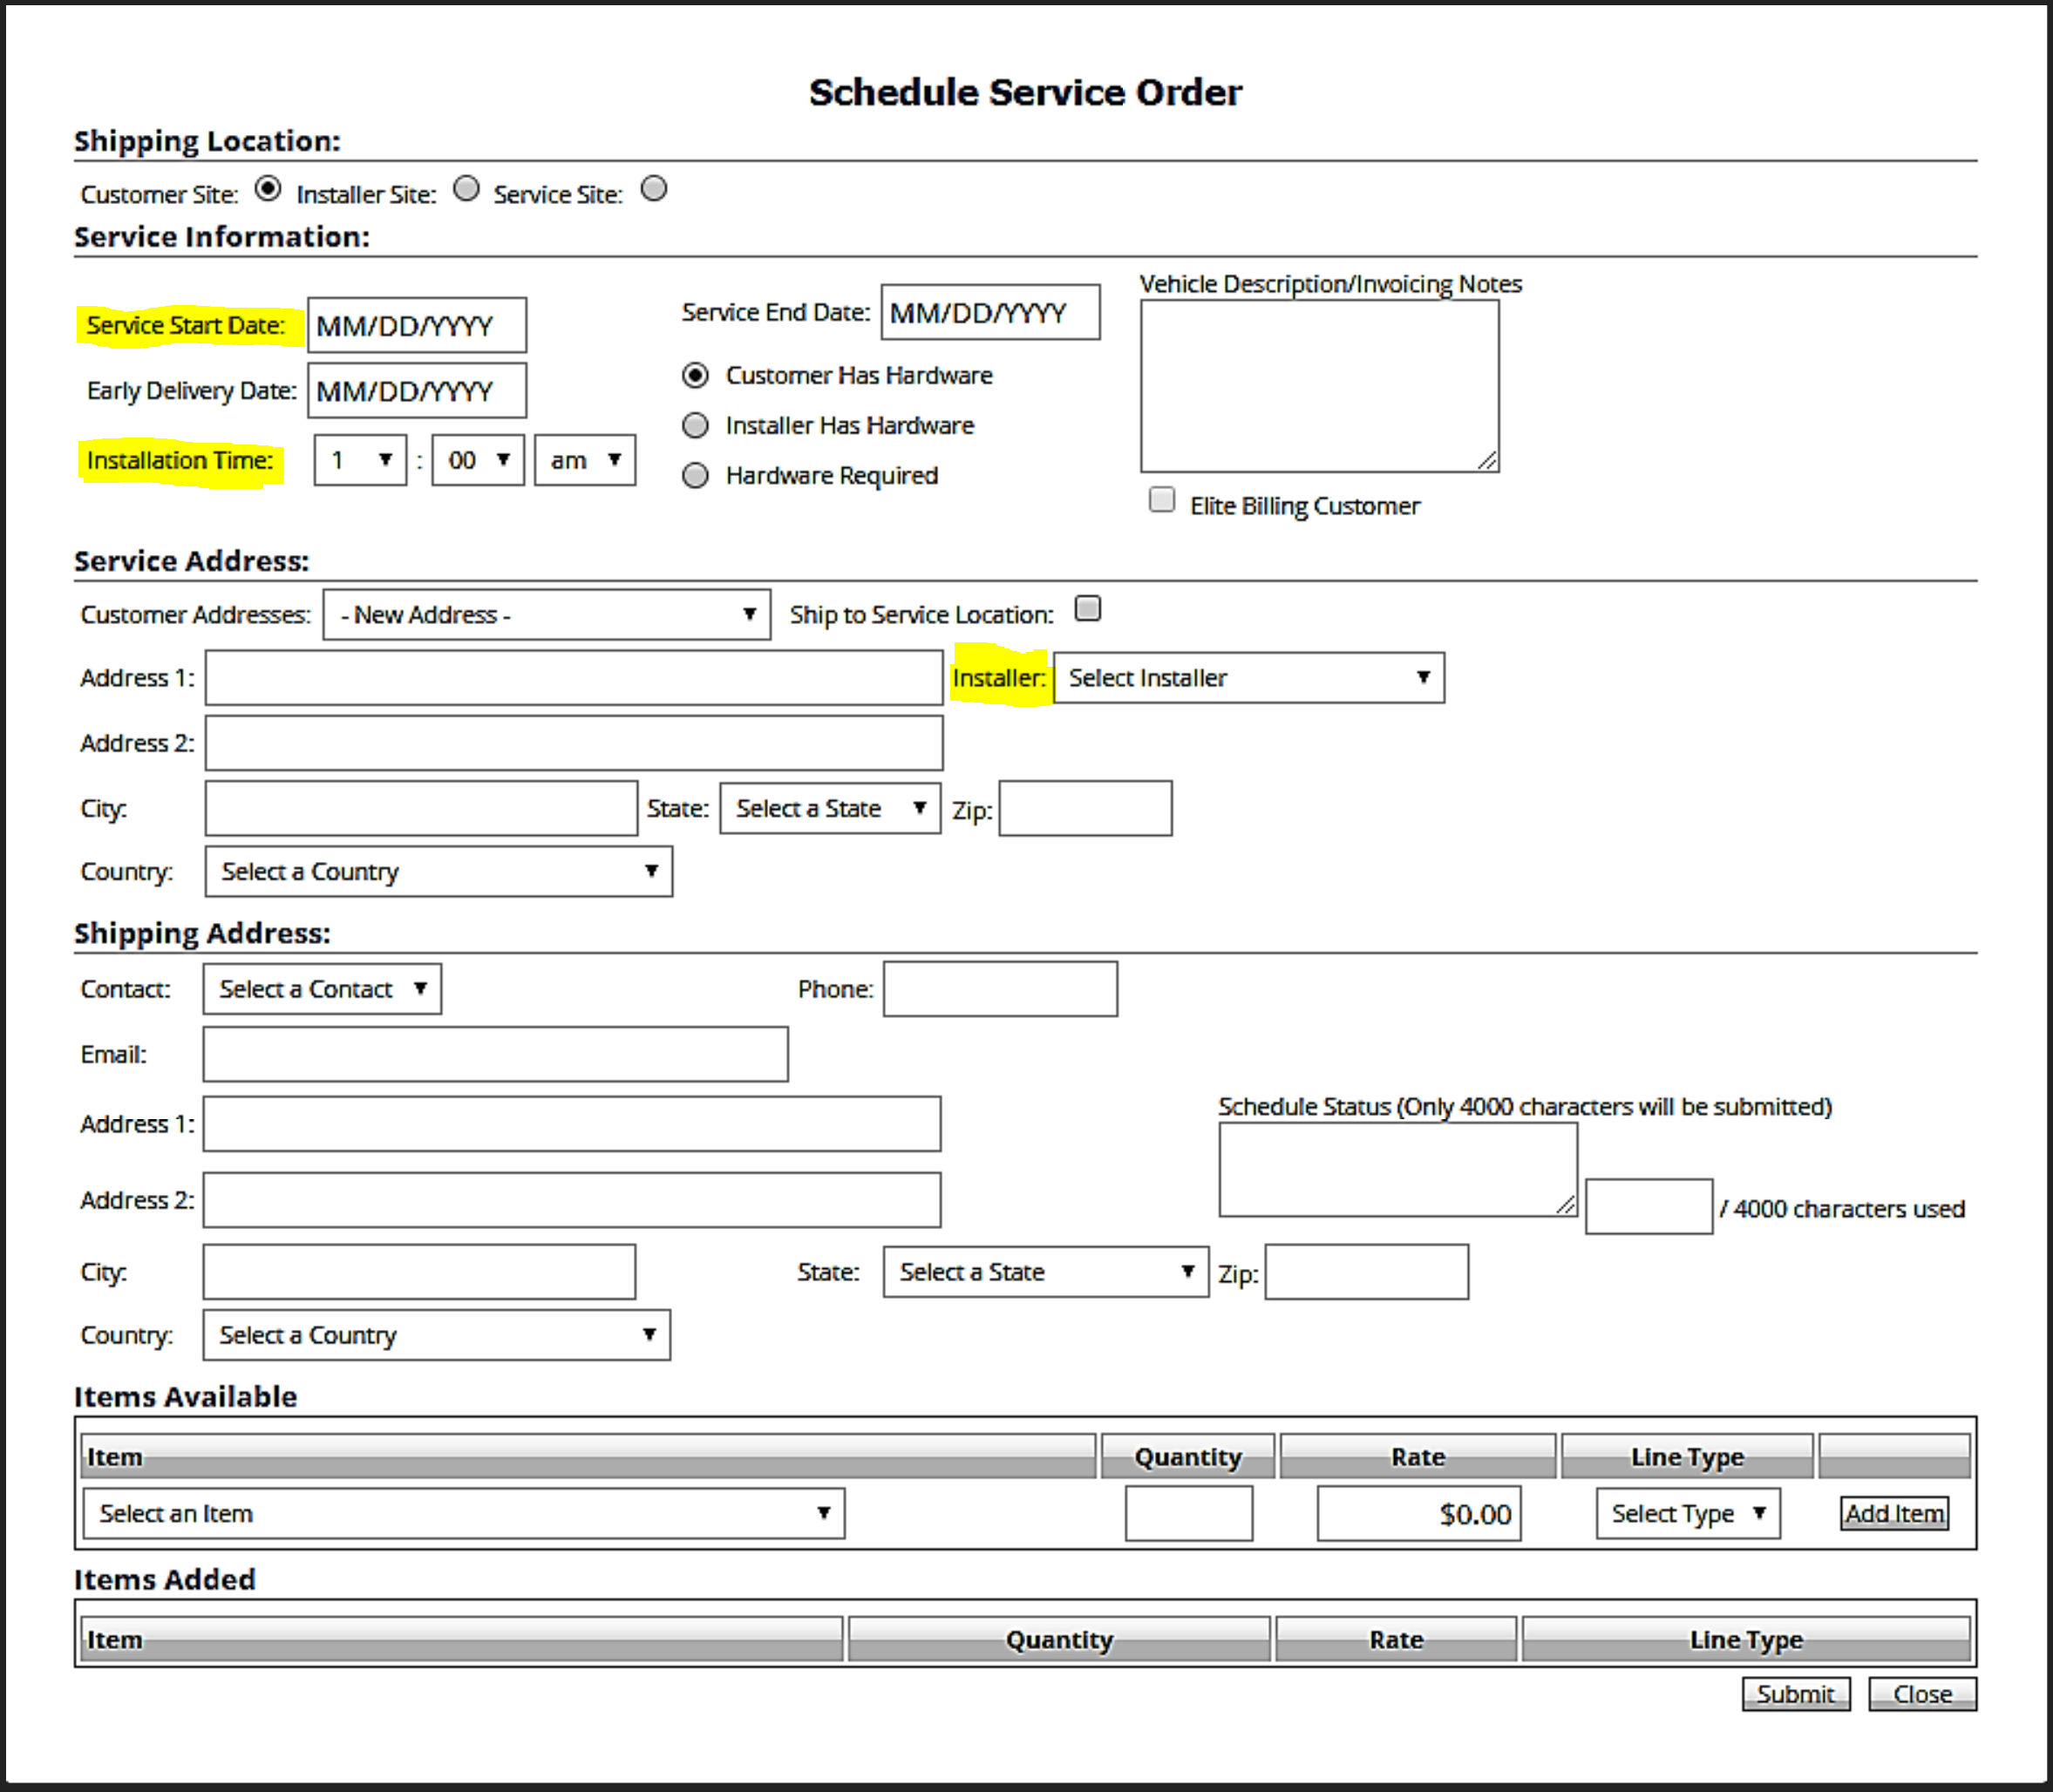 Schedule Service Order
Shipping Location:
Customer Site: Installer Site: Service Site:
Service Information:
Service Start Date: MM/DD/YYYY
Early Delivery Date: MM/DD/YYYY
Installation Time: 1 : 00 am
Service End Date: MM/DD/YYYY
Customer Has Hardware
Installer Has Hardware
Hardware Required
Vehicle Description/Invoicing Notes
Elite Billing Customer
Service Address:
Customer Addresses: - New Address - Ship to Service Location:
Address 1: Installer: Select Installer
Address 2:
City: State: Select a State Zip:
Country: Select a Country
Shipping Address:
Contact: Select a Contact Phone:
Email:
Address 1:
Schedule Status (Only 4000 characters will be submitted)
Address 2:
/ 4000 characters used
City: State: Select a State Zip:
Country: Select a Country
Items Available
Item Quantity Rate Line Type
Select an Item $0.00 Select Type Add Item
Items Added
Item Quantity Rate Line Type
Submit Close